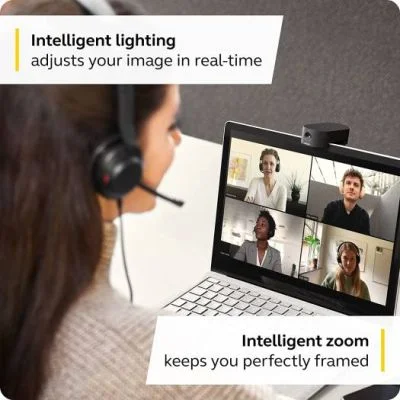 Intelligent lighting
adjusts your image in real-time
Intelligent zoom
keeps you perfectly framed